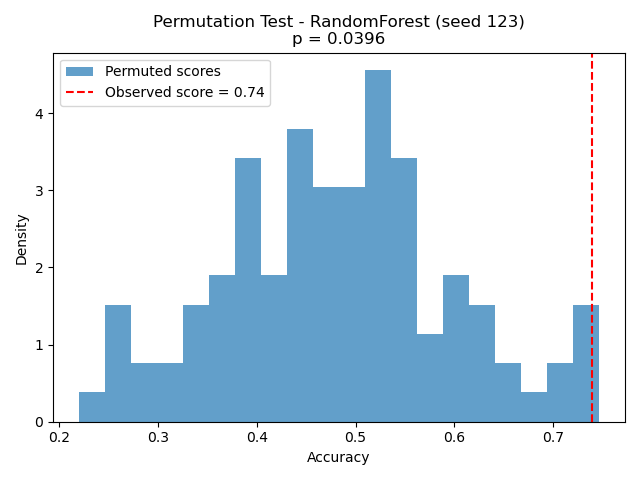 Permutation Test - RandomForest (seed 123)
p = 0.0396
Permuted scores
Observed score = 0.74
Density
4
3
2
1
0
0.2 0.3 0.4 0.5 0.6 0.7
Accuracy